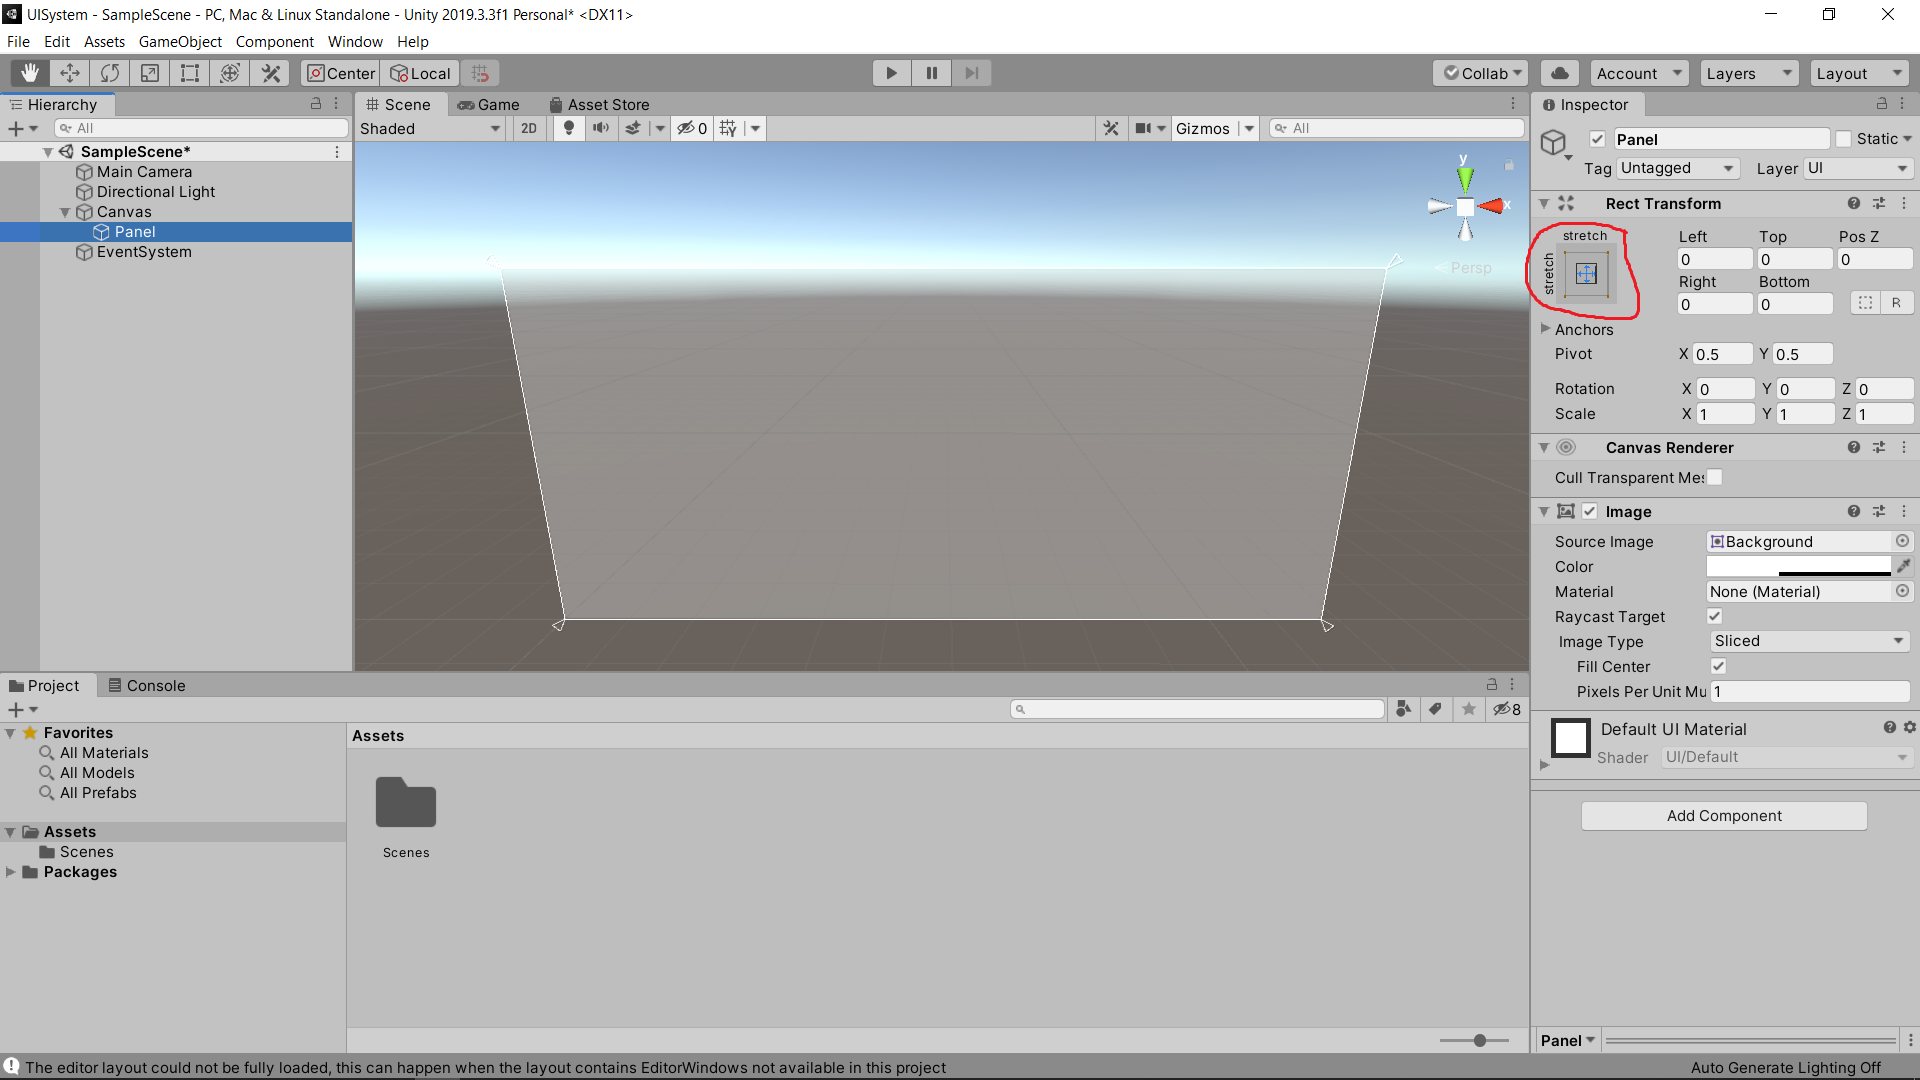 UISystem - SampleScene - PC, Mac & Linux Standalone - Unity 2019.3.3f1 Personal* <DX11>
File Edit Assets GameObject Component Window Help
Center Local Collab Account Layers Layout
Hierarchy
All
SampleScene*
Main Camera
Directional Light
Canvas
Panel
EventSystem
Scene Game Asset Store
Shaded 2D 0 Gizmos All
y
x
Persp
Inspector
Panel Static
Tag Untagged Layer UI
Rect Transform
stretch
stretch
Left Top Pos Z
0 0 0
Right Bottom
0 0 R
Anchors
Pivot X 0.5 Y 0.5
Rotation X 0 Y 0 Z 0
Scale X 1 Y 1 Z 1
Canvas Renderer
Cull Transparent Mes
Image
Source Image Background
Color
Material None (Material)
Raycast Target
Image Type Sliced
Fill Center
Pixels Per Unit Mu 1
Default UI Material
Shader UI/Default
Add Component
Panel
Project Console
8
Favorites
All Materials
All Models
All Prefabs
Assets
Scenes
Packages
Assets
Scenes
The editor layout could not be fully loaded, this can happen when the layout contains EditorWindows not available in this project
Auto Generate Lighting Off